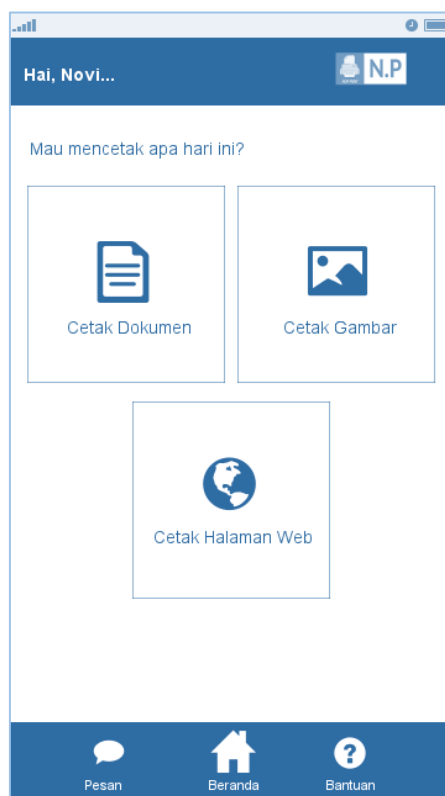 Hai, Novi...
N.P
Mau mencetak apa hari ini?
Cetak Dokumen
Cetak Gambar
Cetak Halaman Web
Pesan
Beranda
Bantuan